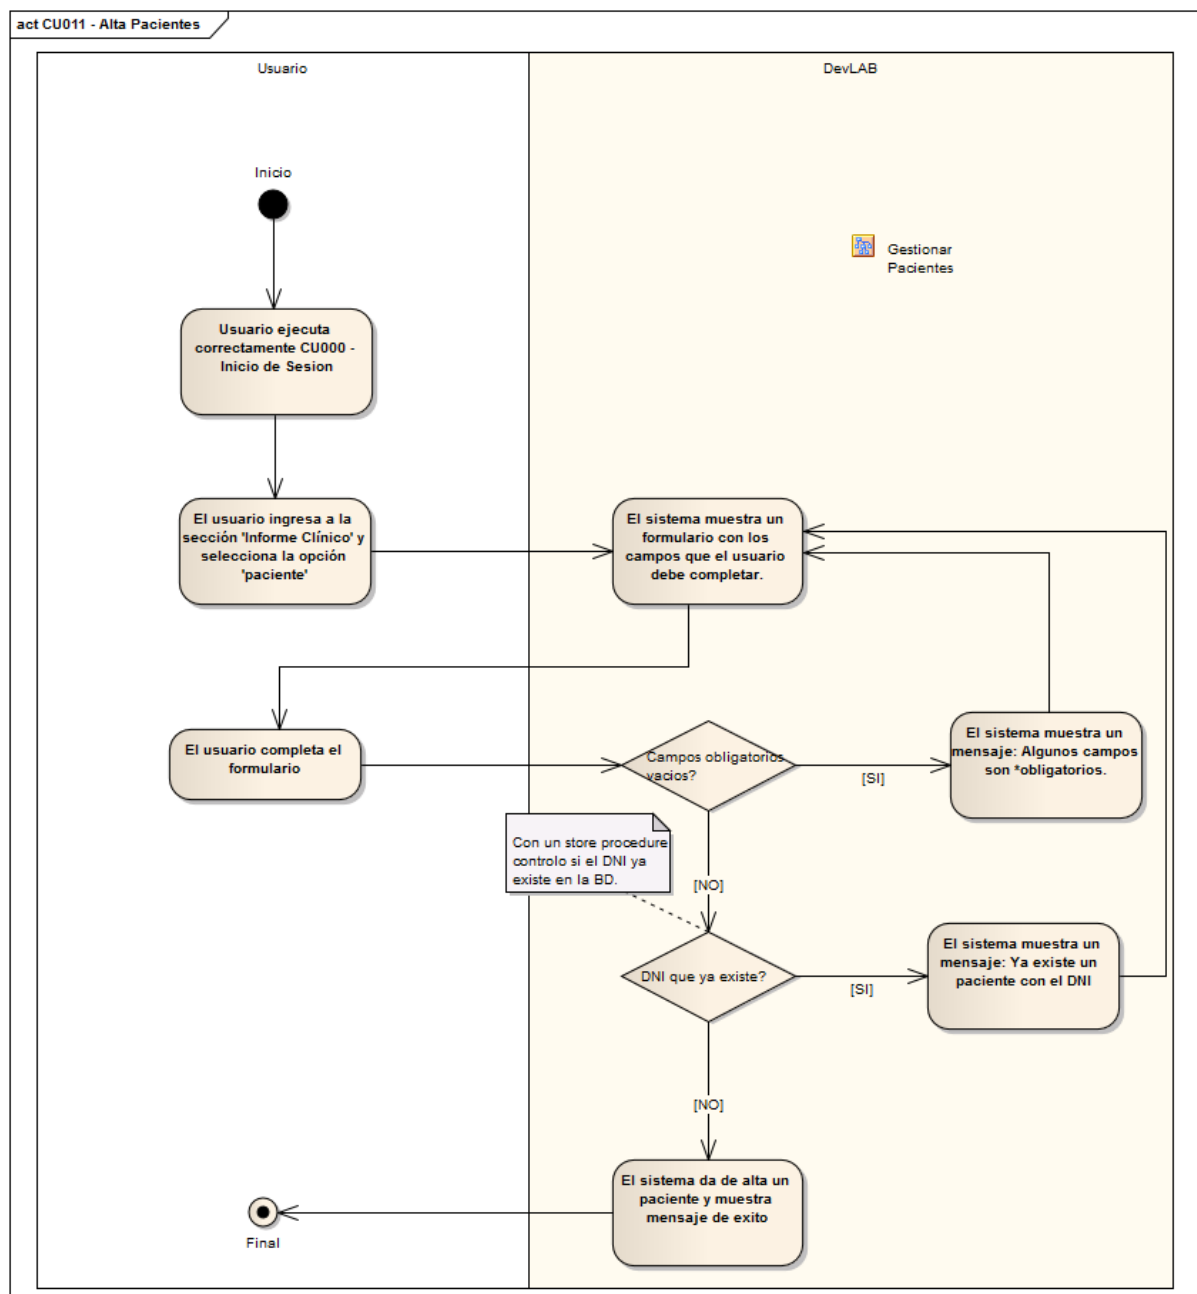 act CU011 - Alta Pacientes
Usuario
DevLAB
Inicio
Gestionar
Pacientes
Usuario ejecuta
correctamente CU000 -
Inicio de Sesion
El usuario ingresa a la
sección 'Informe Clínico' y
selecciona la opción
'paciente'
El sistema muestra un
formulario con los
campos que el usuario
debe completar.
El usuario completa el
formulario
Campos obligatorios
vacios?
[SI]
El sistema muestra un
mensaje: Algunos campos
son *obligatorios.
Con un store procedure
controlo si el DNI ya
existe en la BD.
[NO]
DNI que ya existe?
[SI]
El sistema muestra un
mensaje: Ya existe un
paciente con el DNI
[NO]
El sistema da de alta un
paciente y muestra
mensaje de exito
Final